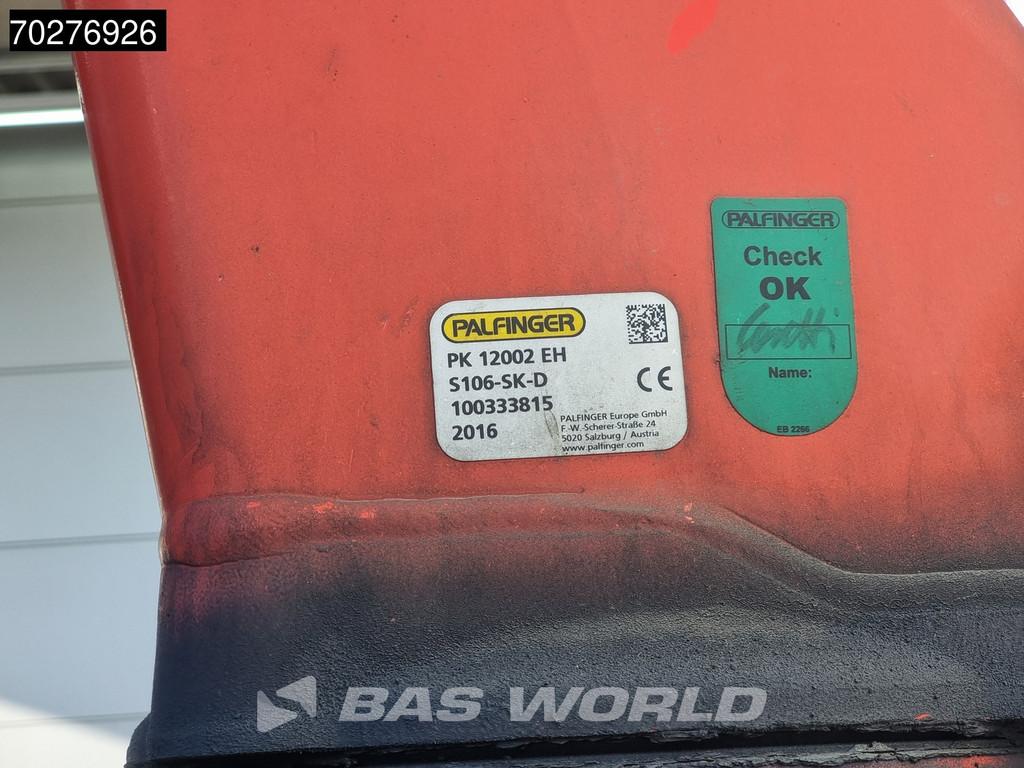 70276926
PALFINGER
PK 12002 EH
S106-SK-D
100333815
2016
CE
PALFINGER Europe GmbH
F.-W.-Scherer-Straße 24
5020 Salzburg / Austria
www.palfinger.com
PALFINGER
Check
OK
Name:
EB 2266
BAS WORLD